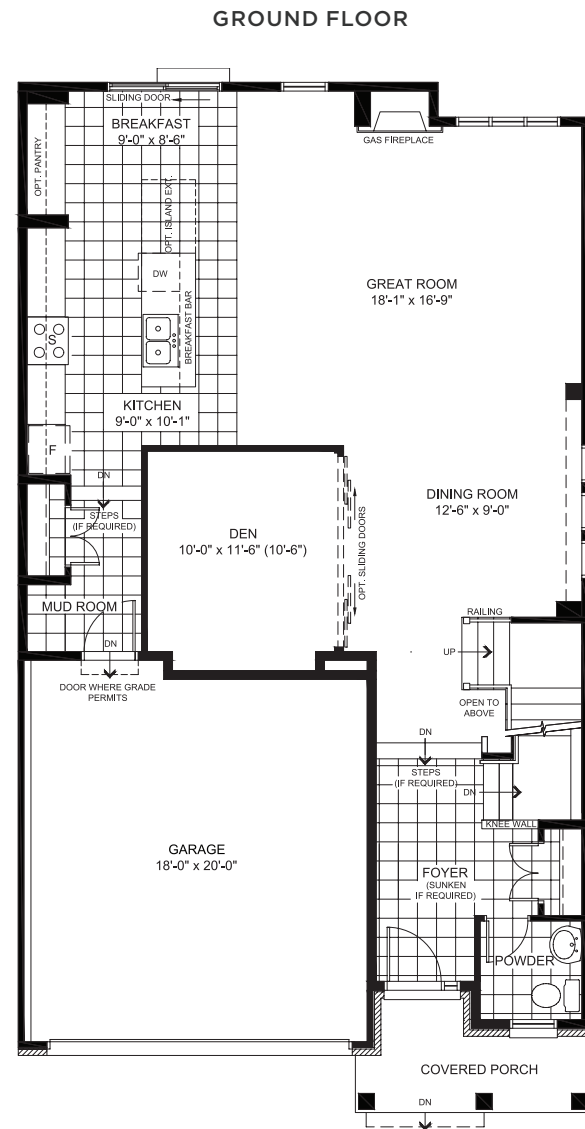 GROUND FLOOR
SLIDING DOOR
BREAKFAST
9'-0" x 8'-6"
GAS FIREPLACE
OPT. PANTRY
OPT. ISLAND EXT.
DW
GREAT ROOM
18'-1" x 16'-9"
BREAKFAST BAR
S
KITCHEN
9'-0" x 10'-1"
F
DN
STEPS
(IF REQUIRED)
DEN
10'-0" x 11'-6" (10'-6")
OPT. SLIDING DOORS
DINING ROOM
12'-6" x 9'-0"
MUD ROOM
DN
DOOR WHERE GRADE
PERMITS
RAILING
UP
OPEN TO
ABOVE
DN
STEPS
(IF REQUIRED)
DN
KNEE WALL
GARAGE
18'-0" x 20'-0"
FOYER
(SUNKEN
IF REQUIRED)
POWDER
COVERED PORCH
DN